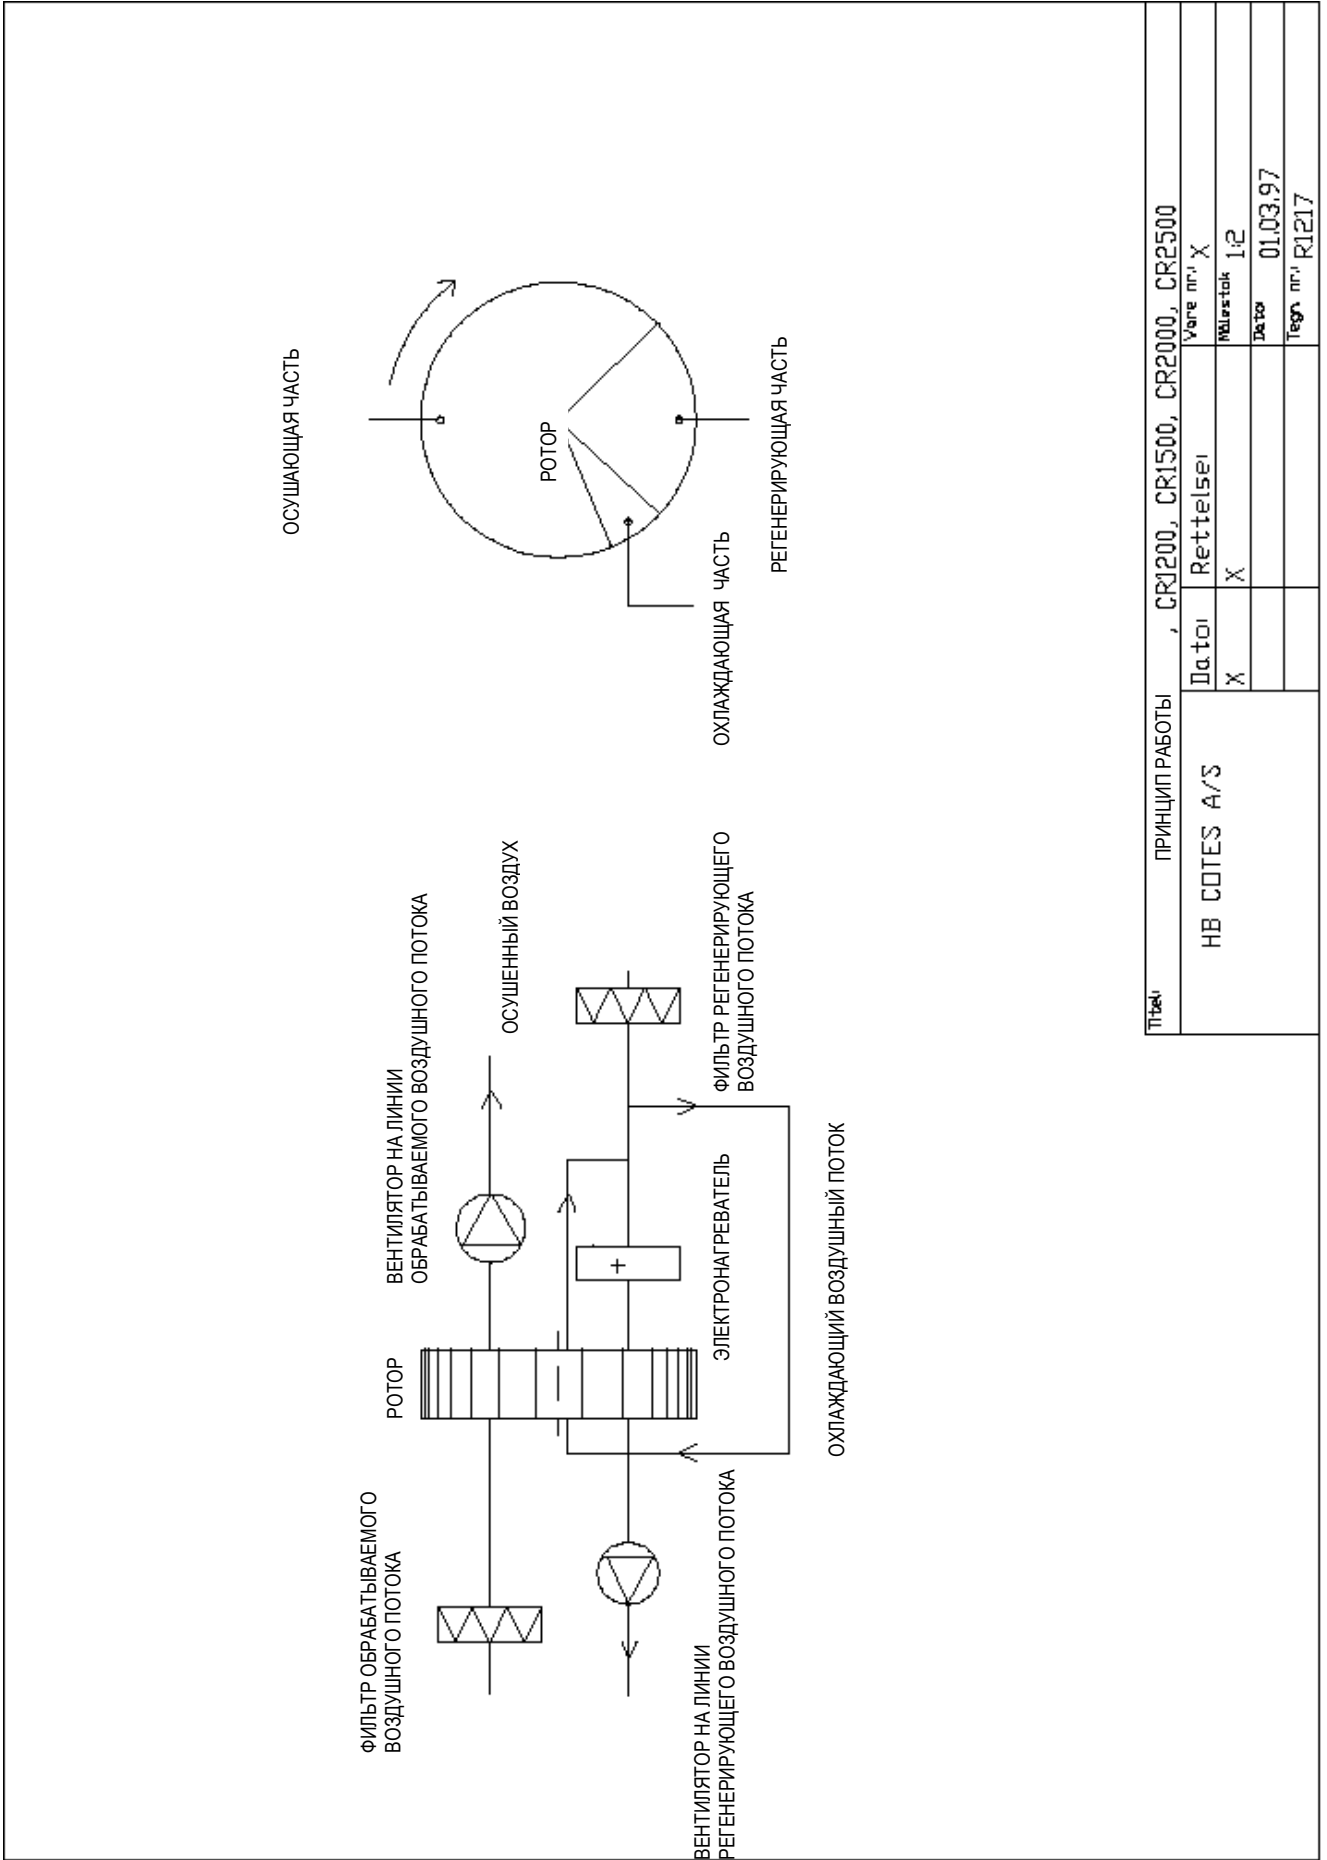 ФИЛЬТР ОБРАБАТЫВАЕМОГО
ВОЗДУШНОГО ПОТОКА
РОТОР
ВЕНТИЛЯТОР НА ЛИНИИ
ОБРАБАТЫВАЕМОГО ВОЗДУШНОГО ПОТОКА
ОСУШЕННЫЙ ВОЗДУХ
+
ВЕНТИЛЯТОР НА ЛИНИИ
РЕГЕНЕРИРУЮЩЕГО ВОЗДУШНОГО ПОТОКА
ЭЛЕКТРОНАГРЕВАТЕЛЬ
ФИЛЬТР РЕГЕНЕРИРУЮЩЕГО
ВОЗДУШНОГО ПОТОКА
ОХЛАЖДАЮЩИЙ ВОЗДУШНЫЙ ПОТОК
ОСУШАЮЩАЯ ЧАСТЬ
РОТОР
ОХЛАЖДАЮЩАЯ ЧАСТЬ
РЕГЕНЕРИРУЮЩАЯ ЧАСТЬ
Titel: ПРИНЦИП РАБОТЫ , CR1200, CR1500, CR2000, CR2500
HB COTES A/S
Dato: Rettelse: Vare nr.: X
X X Målestok 1:2
Dato: 01.03.97
Tegn. nr.: R1217